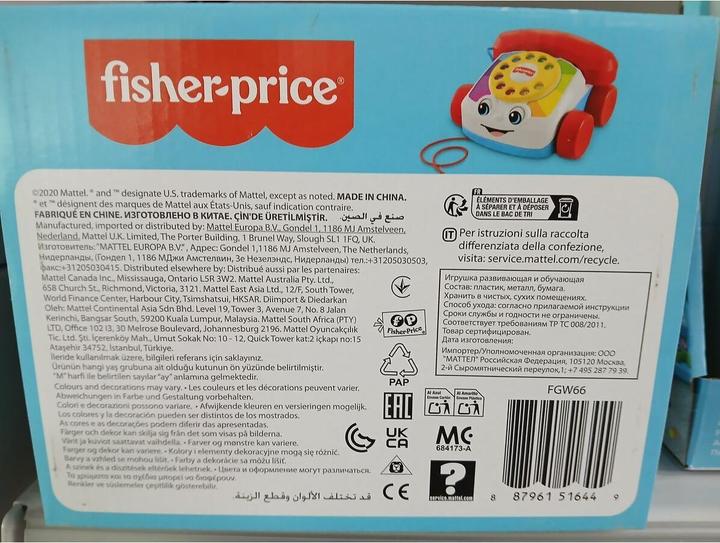 fisher-price®
©2020 Mattel. ® and ™ designate U.S. trademarks of Mattel, except as noted. MADE IN CHINA.
® et ™ désignent des marques de Mattel aux États-Unis, sauf indication contraire.
FABRIQUÉ EN CHINE. ИЗГОТОВЛЕНО В КИТАЕ. ÇİN'DE ÜRETİLMİŞTİR. صنع في الصين.
Manufactured, imported or distributed by: Mattel Europa B.V., Gondel 1, 1186 MJ Amstelveen,
Nederland. Mattel U.K. Limited, The Porter Building, 1 Brunel Way, Slough SL1 1FQ, UK.
Изготовитель: "MATTEL EUROPA B.V.", Адрес: Gondel 1, 1186 MJ Amstelveen, The Netherlands,
Нидерланды, (Гондел 1, 1186 МДжи Амстелвин, Зе Незелэндс, Нидерланды) тел.:+31205030503,
факс:+31205030415. Distributed elsewhere by: Distribué aussi par les partenaires:
Mattel Canada Inc., Mississauga, Ontario L5R 3W2. Mattel Australia Pty. Ltd.,
658 Church St., Richmond, Victoria, 3121. Mattel East Asia Ltd., 12/F, South Tower,
World Finance Center, Harbour City, Tsimshatsui, HKSAR. Diimport & Diedarkan
Oleh: Mattel Continental Asia Sdn Bhd. Level 19, Tower 3, Avenue 7, No. 8 Jalan
Kerinchi, Bangsar South, 59200 Kuala Lumpur, Malaysia. Mattel South Africa (PTY)
LTD, Office 102 I3, 30 Melrose Boulevard, Johannesburg 2196. Mattel Oyuncakçılık
Tic. Ltd. Şti. İçerenköy Mah., Umut Sokak No: 10 - 12, Quick Tower kat:2 içkapı no:15
Ataşehir 34752, İstanbul, Türkiye.
İleride kullanılmak üzere, bilgileri referans için saklayınız.
Ürünün hangi yaş grubuna ait olduğu kutunun ön yüzünde belirtilmiştir.
"M" harfi ile belirtilen sayılar "ay" anlamına gelmektedir.
Colours and decorations may vary. • Les couleurs et les décorations peuvent varier.
Abweichungen in Farbe und Gestaltung vorbehalten.
Colori e decorazioni possono variare. • Afwijkende kleuren en versieringen mogelijk.
Los colores y la decoración pueden ser distintos de los mostrados.
As cores e as decorações podem diferir das apresentadas.
Färger och dekor kan skilja sig från det som visas på bilderna.
Värit ja kuviot saattavat vaihdella. • Farver og mønstre kan variere.
Farger og dekor kan variere. • Kolory i elementy dekoracyjne mogą się różnić.
Barvy a vzhled se mohou lišit. • Farby a dekorácie sa môžu líšiť.
A színek és a díszítések eltérőek lehetnek. • Цвета и оформление могут различаться.
Τα χρώματα και τα σχέδια μπορεί να διαφέρουν.
Renkler ve süslemeler çeşitlilik gösterebilir.
قد تختلف الألوان وقطع الزينة.
FR
ÉLÉMENTS D'EMBALLAGE
À SÉPARER ET À DÉPOSER
DANS LE BAC DE TRI
IT Per istruzioni sulla raccolta
differenziata della confezione,
visita: service.mattel.com/recycle.
Игрушка развивающая и обучающая
Состав: пластик, металл, бумага.
Хранить в чистых, сухих помещениях.
Способ ухода: согласно прилагаемой инструкции
Срок службы и годности не ограничены.
Соответствует требованиям ТР ТС 008/2011.
Товар сертифицирован.
Дата изготовления:
Импортер/Уполномоченная организация: ООО
"МАТТЕЛ" Российская Федерация, 105120 Москва,
2-й Сыромятнический переулок,1; +7 495 287 79 39.
FP
Fisher-Price
PAP
EAC
Al Azul
Envase Cartón
Al Amarillo
Envase Plástico
UK
CA
CE
MC
684173-A
?
service.mattel.com
FGW66
8 87961 51644 9